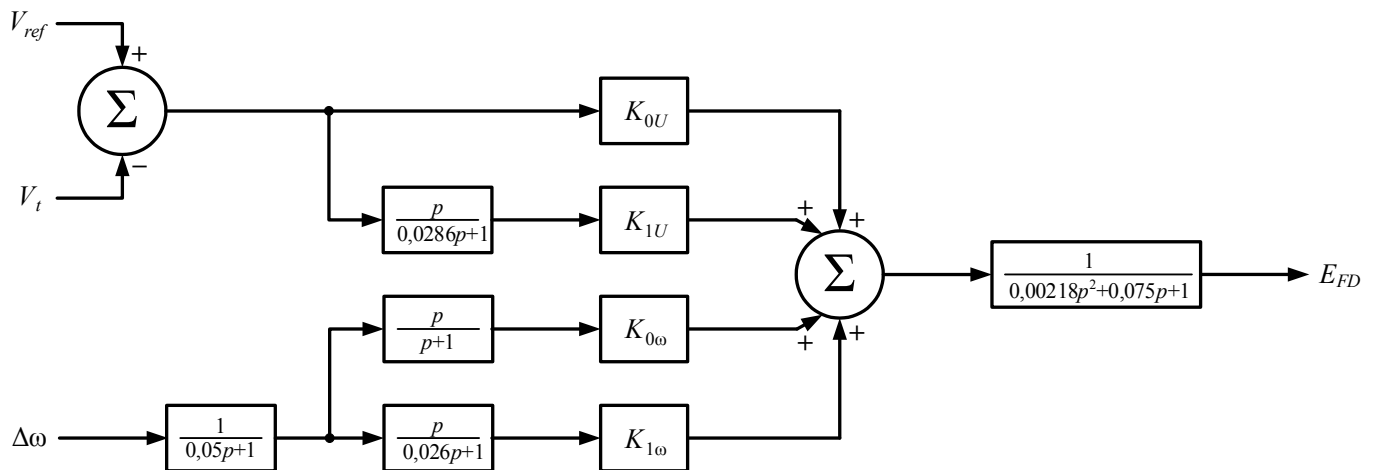 V_ref
+
Σ
−
V_t
K_0U
p
0,0286p+1
K_1U
+
+
Σ
+
+
1
0,00218p²+0,075p+1
E_FD
p
p+1
K_0ω
Δω
1
0,05p+1
p
0,026p+1
K_1ω